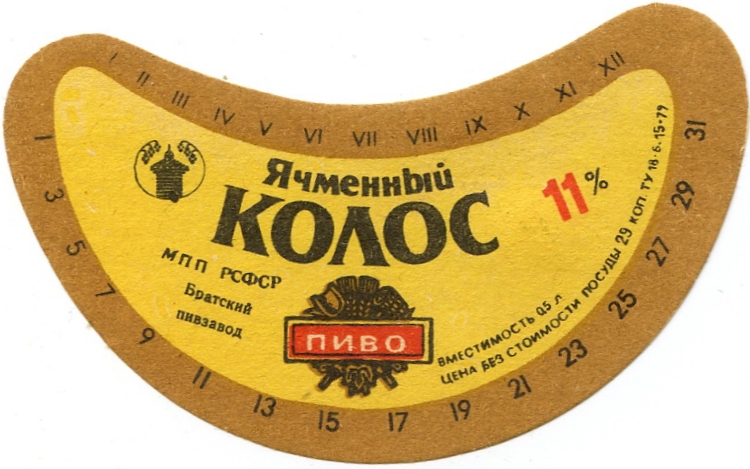 I II III IV V VI VII VIII IX X XI XII
Ячменный
КОЛОС
11%
МПП РСФСР
Братский
пивзавод
ПИВО
ВМЕСТИМОСТЬ 0,5 л.
ЦЕНА БЕЗ СТОИМОСТИ ПОСУДЫ 29 КОП. ТУ 18-6-15-79
1 3 5 7 9 11 13 15 17 19 21 23 25 27 29 31